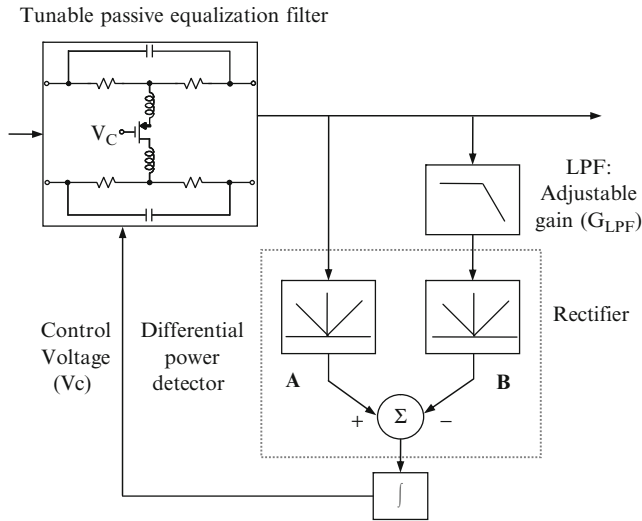 Tunable passive equalization filter
V_C
LPF:
Adjustable
gain (G_LPF)
Control
Voltage
(Vc)
Differential
power
detector
Rectifier
A
B
+
Σ
−
∫